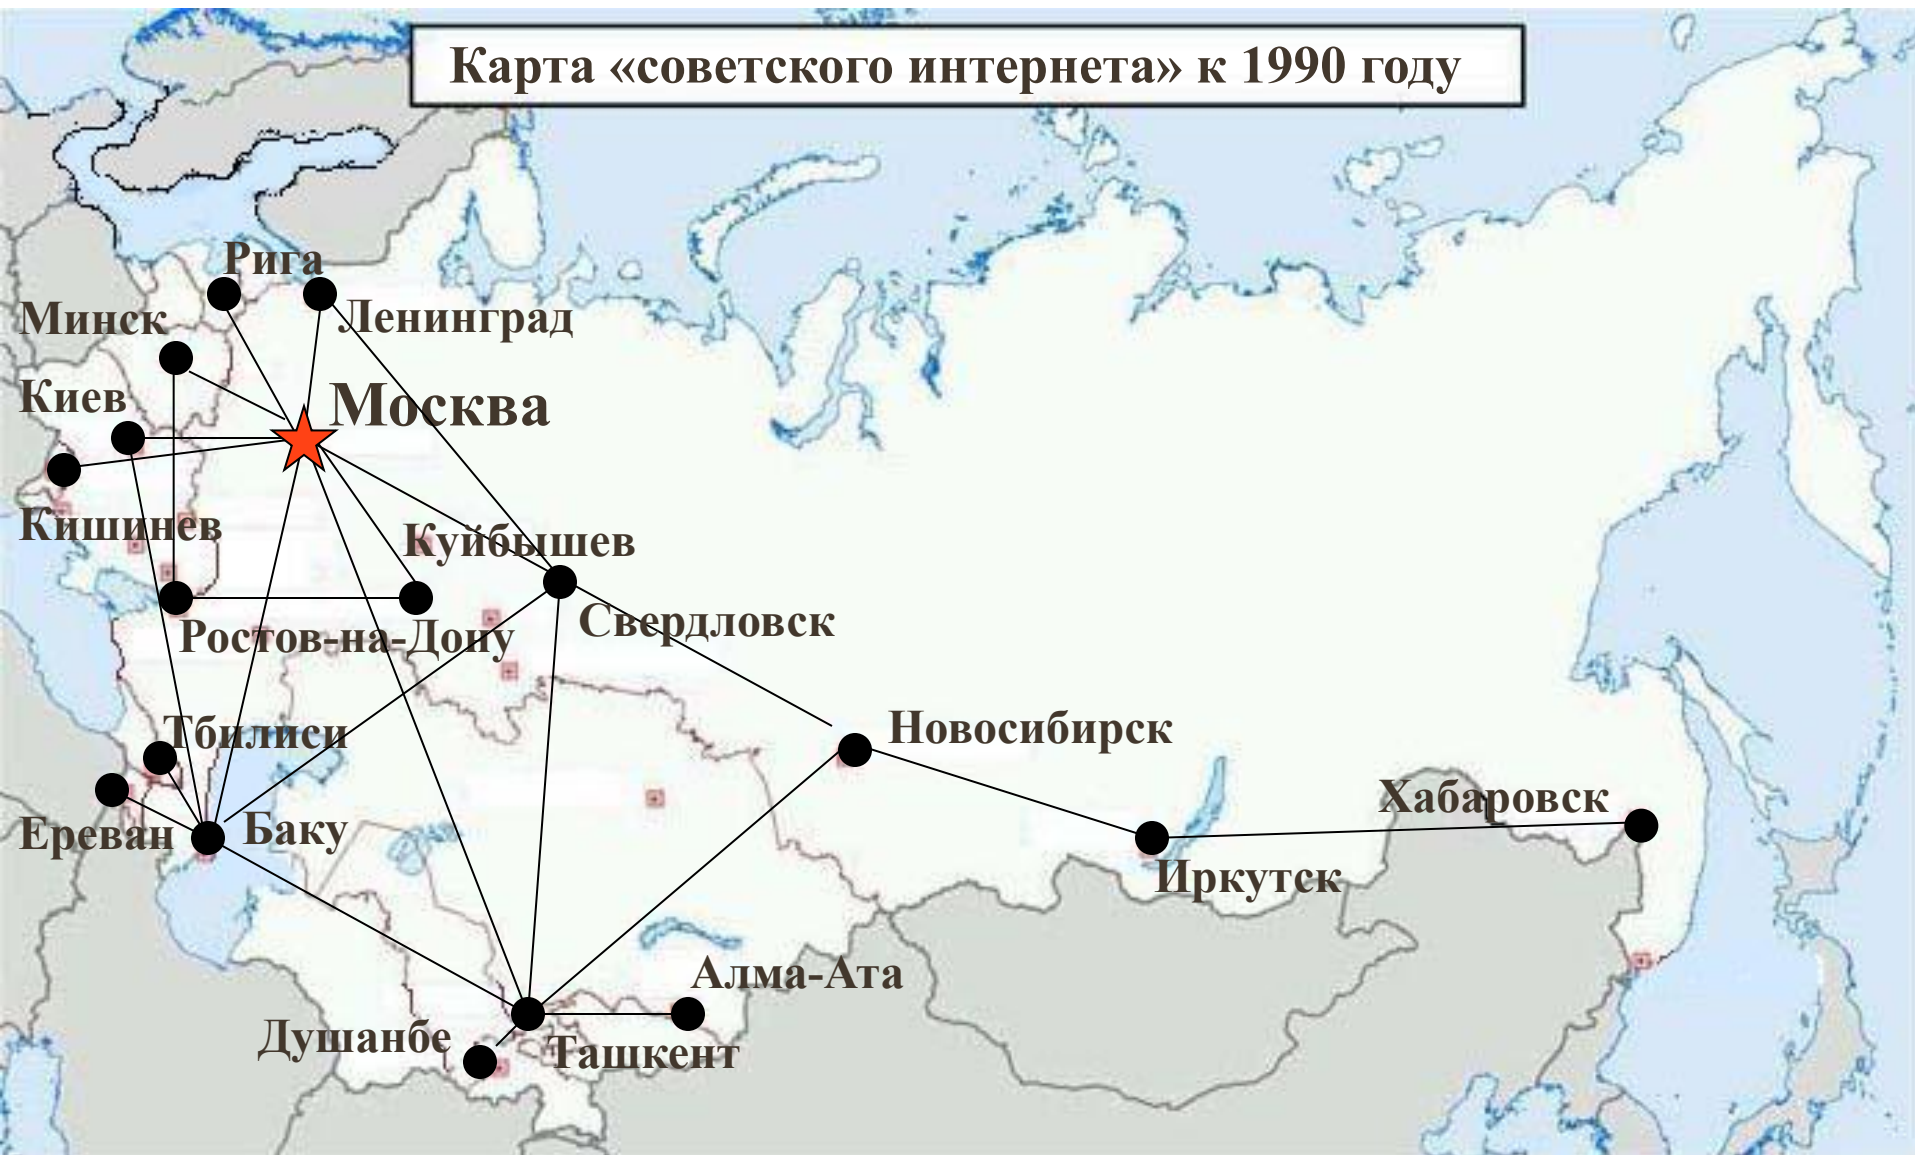 Карта «советского интернета» к 1990 году
Рига
Минск
Ленинград
Киев
Москва
Кишинев
Куйбышев
Ростов-на-Дону
Свердловск
Тбилиси
Новосибирск
Ереван
Баку
Хабаровск
Иркутск
Алма-Ата
Душанбе
Ташкент